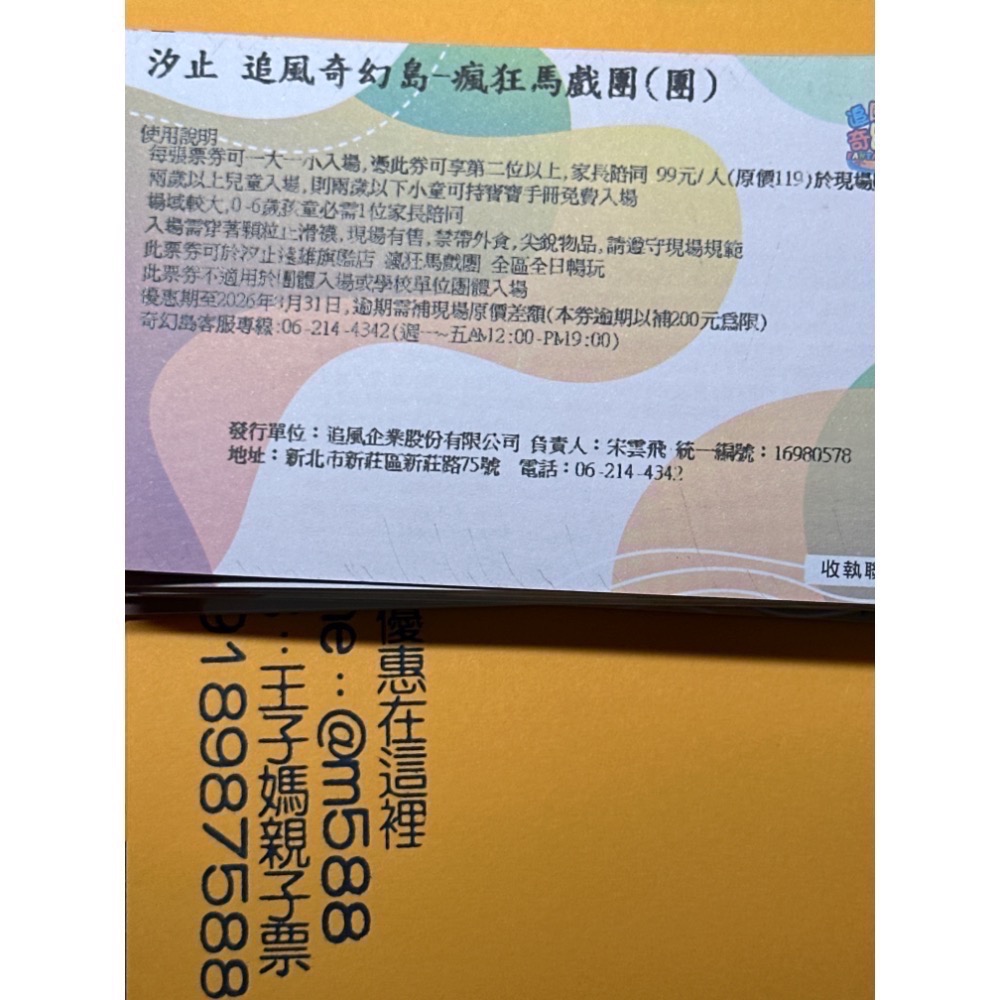 汐止 追風奇幻島-瘋狂馬戲團(團)
使用說明
每張票券可一大一小入場,憑此券可享第二位以上,家長陪同 99元/人(原價119)於現場
兩歲以上兒童入場,則兩歲以下小童可持寶寶手冊免費入場
場域較大,0-6歲孩童必需1位家長陪同
入場需穿著顆粒止滑襪,現場有售,禁帶外食,尖銳物品,請遵守現場規範
此票券可於汐止遠雄旗艦店 瘋狂馬戲團 全區全日暢玩
此票券不適用於團體入場或學校單位團體入場
優惠期至2026年 月31日,逾期需補現場原價差額(本券逾期以補200元為限)
奇幻島客服專線:06-214-4342(週一~五AM12:00-PM19:00)
發行單位：追風企業股份有限公司 負責人：宋雲飛 統一編號：16980578
地址：新北市新莊區新莊路75號 電話：06-214-4342
收執聯
追
奇
優惠在這裡
ne：@m588
：王子媽親子票
918987588